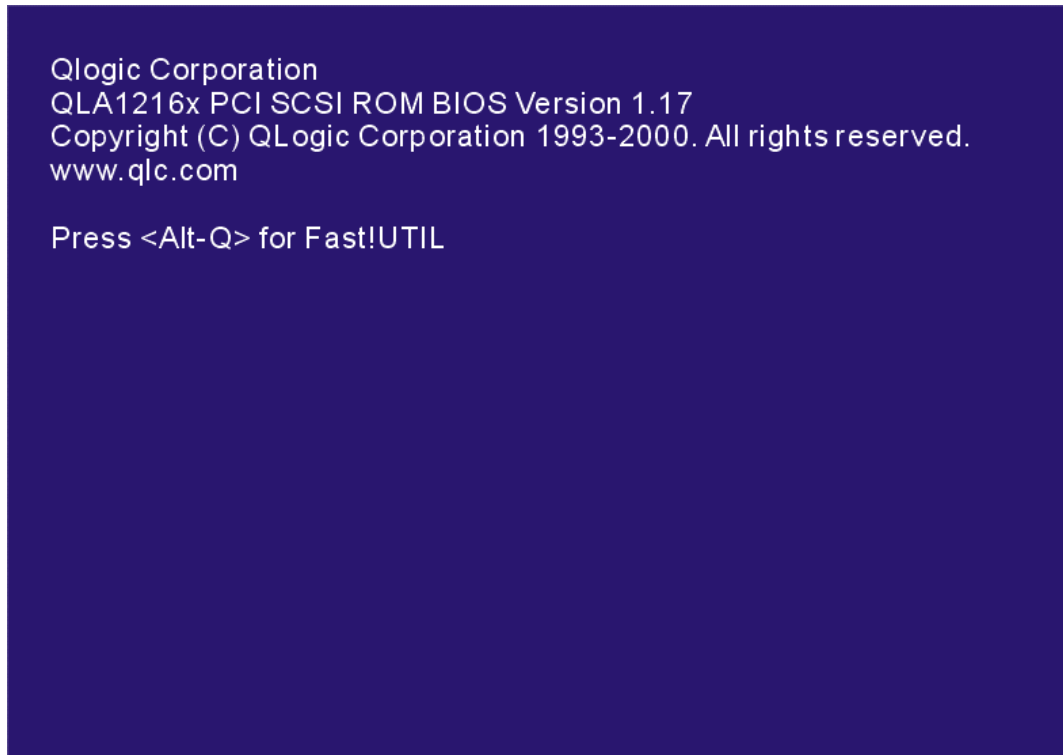 Qlogic Corporation
QLA1216x PCI SCSI ROM BIOS Version 1.17
Copyright (C) QLogic Corporation 1993-2000. All rights reserved.
www.qlc.com
Press <Alt-Q> for Fast!UTIL